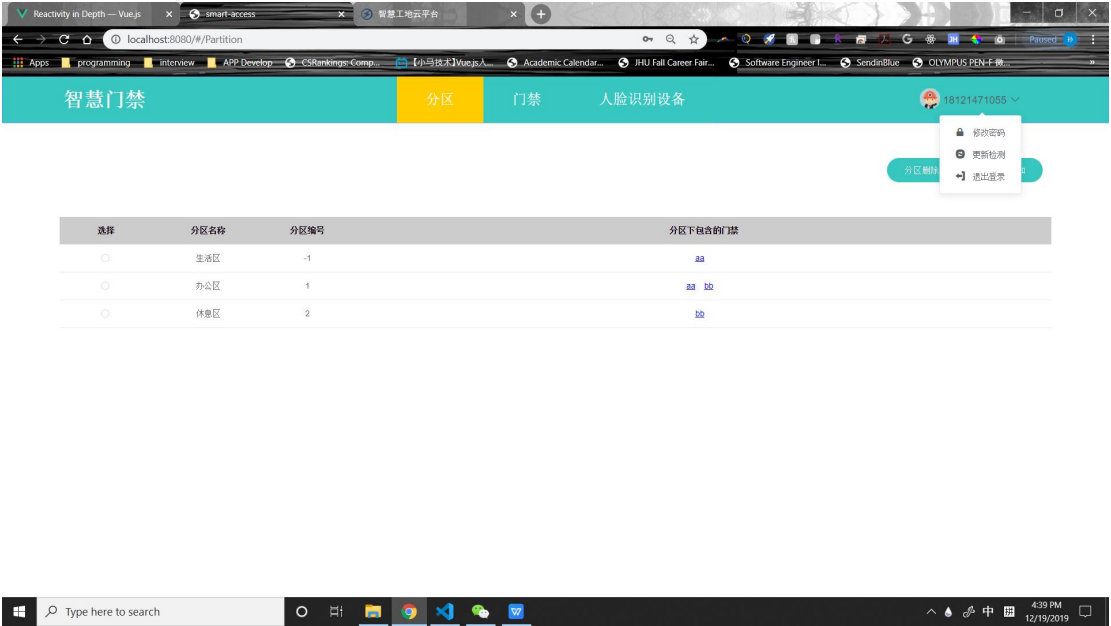 Reactivity in Depth — Vue.js
smart-access
智慧工地云平台
localhost:8080/#/Partition
Paused
Apps programming interview APP Develop CSRankings: Comp... 【小马技术】Vue.js人... Academic Calendar... JHU Fall Career Fair... Software Engineer I... SendinBlue OLYMPUS PEN-F 微...
智慧门禁 分区 门禁 人脸识别设备 18121471055
修改密码
更新检测
退出登录
分区删除
选择 分区名称 分区编号 分区下包含的门禁
生活区 -1 aa
办公区 1 aa bb
休息区 2 bb
Type here to search
中
4:39 PM
12/19/2019